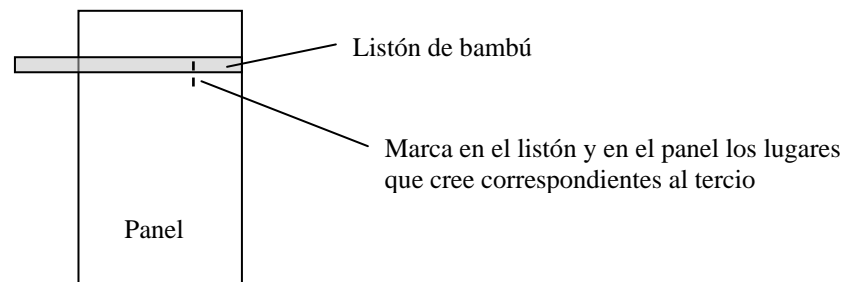 Listón de bambú
Marca en el listón y en el panel los lugares
que cree correspondientes al tercio
Panel